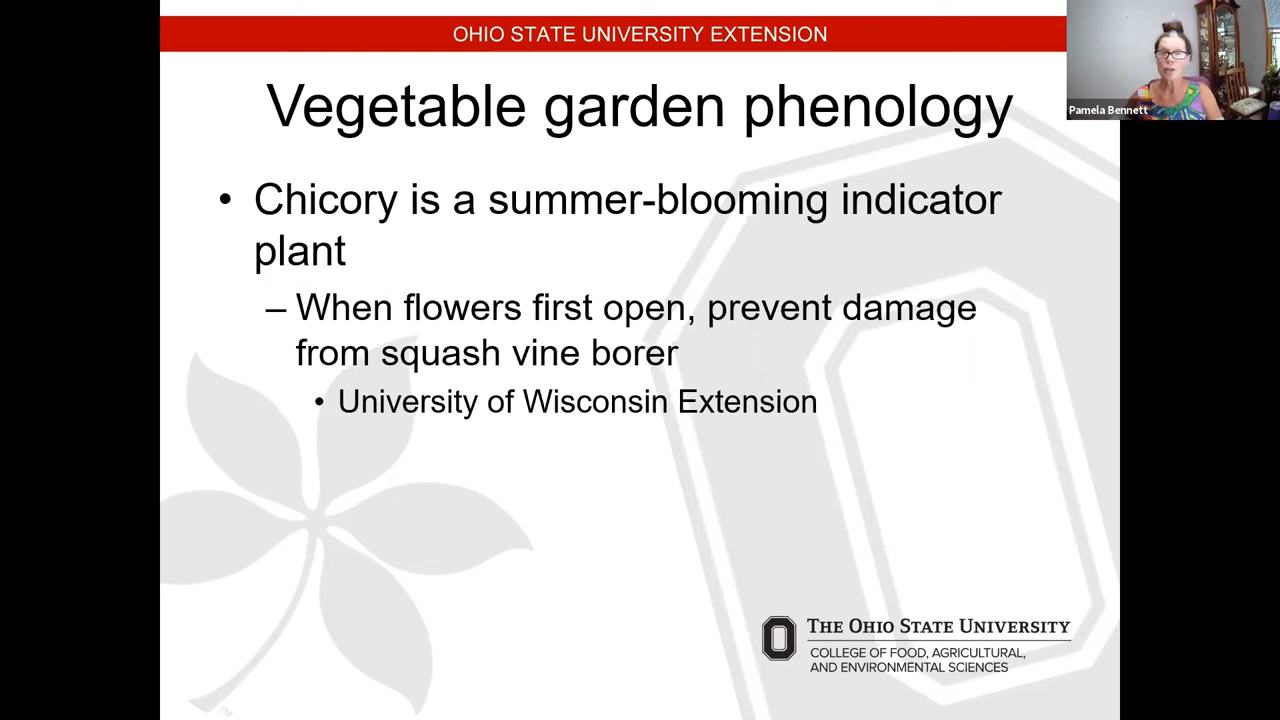 OHIO STATE UNIVERSITY EXTENSION
Vegetable garden phenology
Pamela Bennett
• Chicory is a summer-blooming indicator
plant
– When flowers first open, prevent damage
from squash vine borer
• University of Wisconsin Extension
THE OHIO STATE UNIVERSITY
COLLEGE OF FOOD, AGRICULTURAL,
AND ENVIRONMENTAL SCIENCES
TM